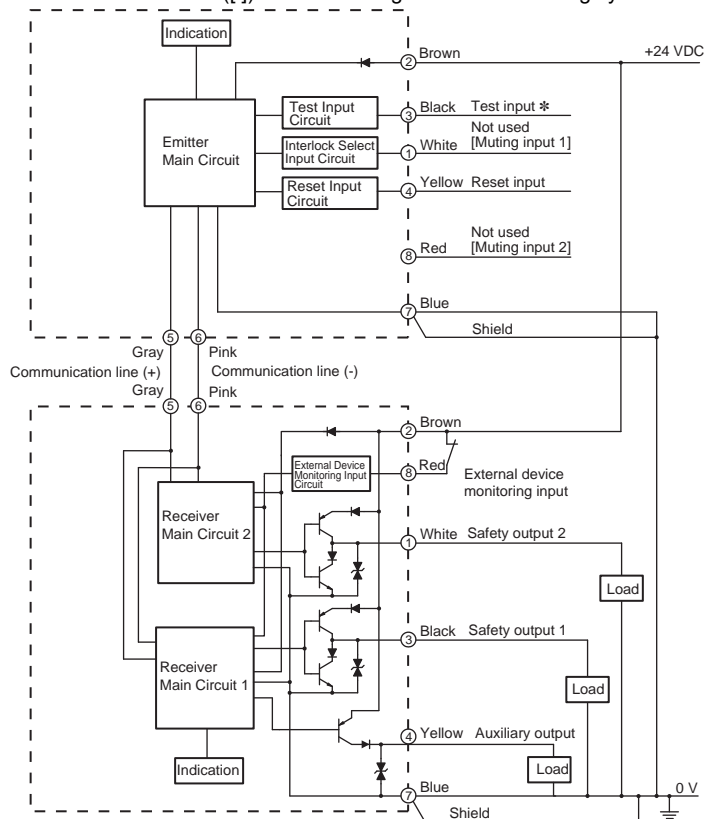 Indication
② Brown
+24 VDC
Test Input
Circuit
③ Black Test input ✻
Not used
Emitter
Main Circuit
Interlock Select
Input Circuit
① White [Muting input 1]
Reset Input
Circuit
④ Yellow Reset input
Not used
⑧ Red [Muting input 2]
⑦ Blue
Shield
⑤ ⑥
Gray Pink
Communication line (+) Communication line (-)
Gray Pink
⑤ ⑥
② Brown
External Device
Monitoring Input
Circuit
⑧ Red
External device
monitoring input
Receiver
Main Circuit 2
① White Safety output 2
Load
③ Black Safety output 1
Receiver
Main Circuit 1
Load
④ Yellow Auxiliary output
Indication
Load
⑦ Blue
0 V
Shield